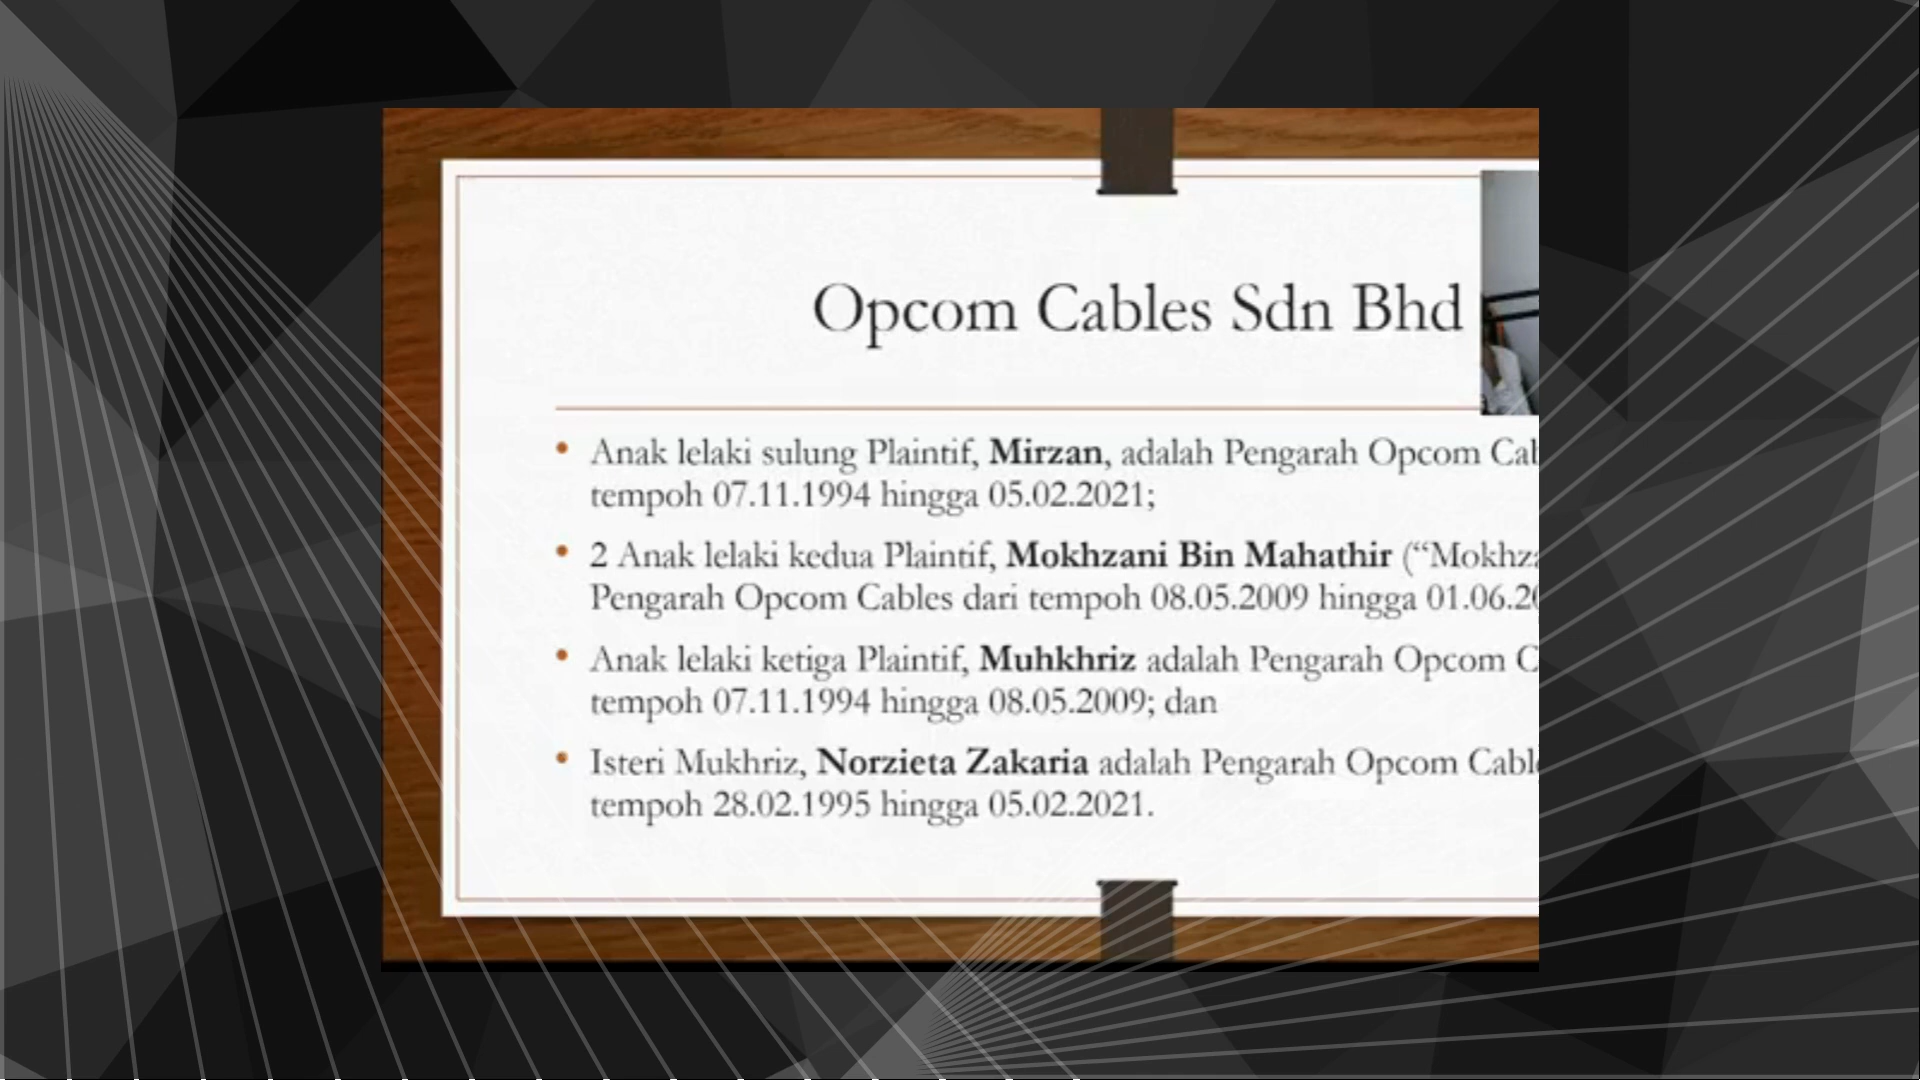 Opcom Cables Sdn Bhd
• Anak lelaki sulung Plaintif, Mirzan, adalah Pengarah Opcom
tempoh 07.11.1994 hingga 05.02.2021;
• 2 Anak lelaki kedua Plaintif, Mokhzani Bin Mahathir
Pengarah Opcom Cables dari tempoh 08.05.2009 hingga
• Anak lelaki ketiga Plaintif, Muhkhriz adalah Pengarah Opcom
tempoh 07.11.1994 hingga 08.05.2009; dan
• Isteri Mukhriz, Norzieta Zakaria adalah Pengarah Opcom
tempoh 28.02.1995 hingga 05.02.2021.